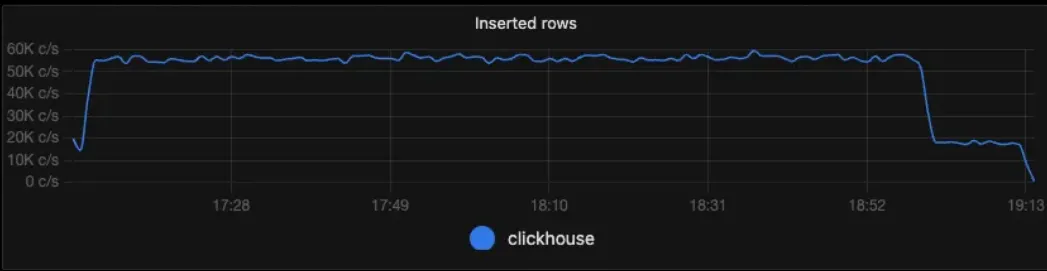 Inserted rows
60K c/s
50K c/s
40K c/s
30K c/s
20K c/s
10K c/s
0 c/s
17:28 17:49 18:10 18:31 18:52 19:13
clickhouse